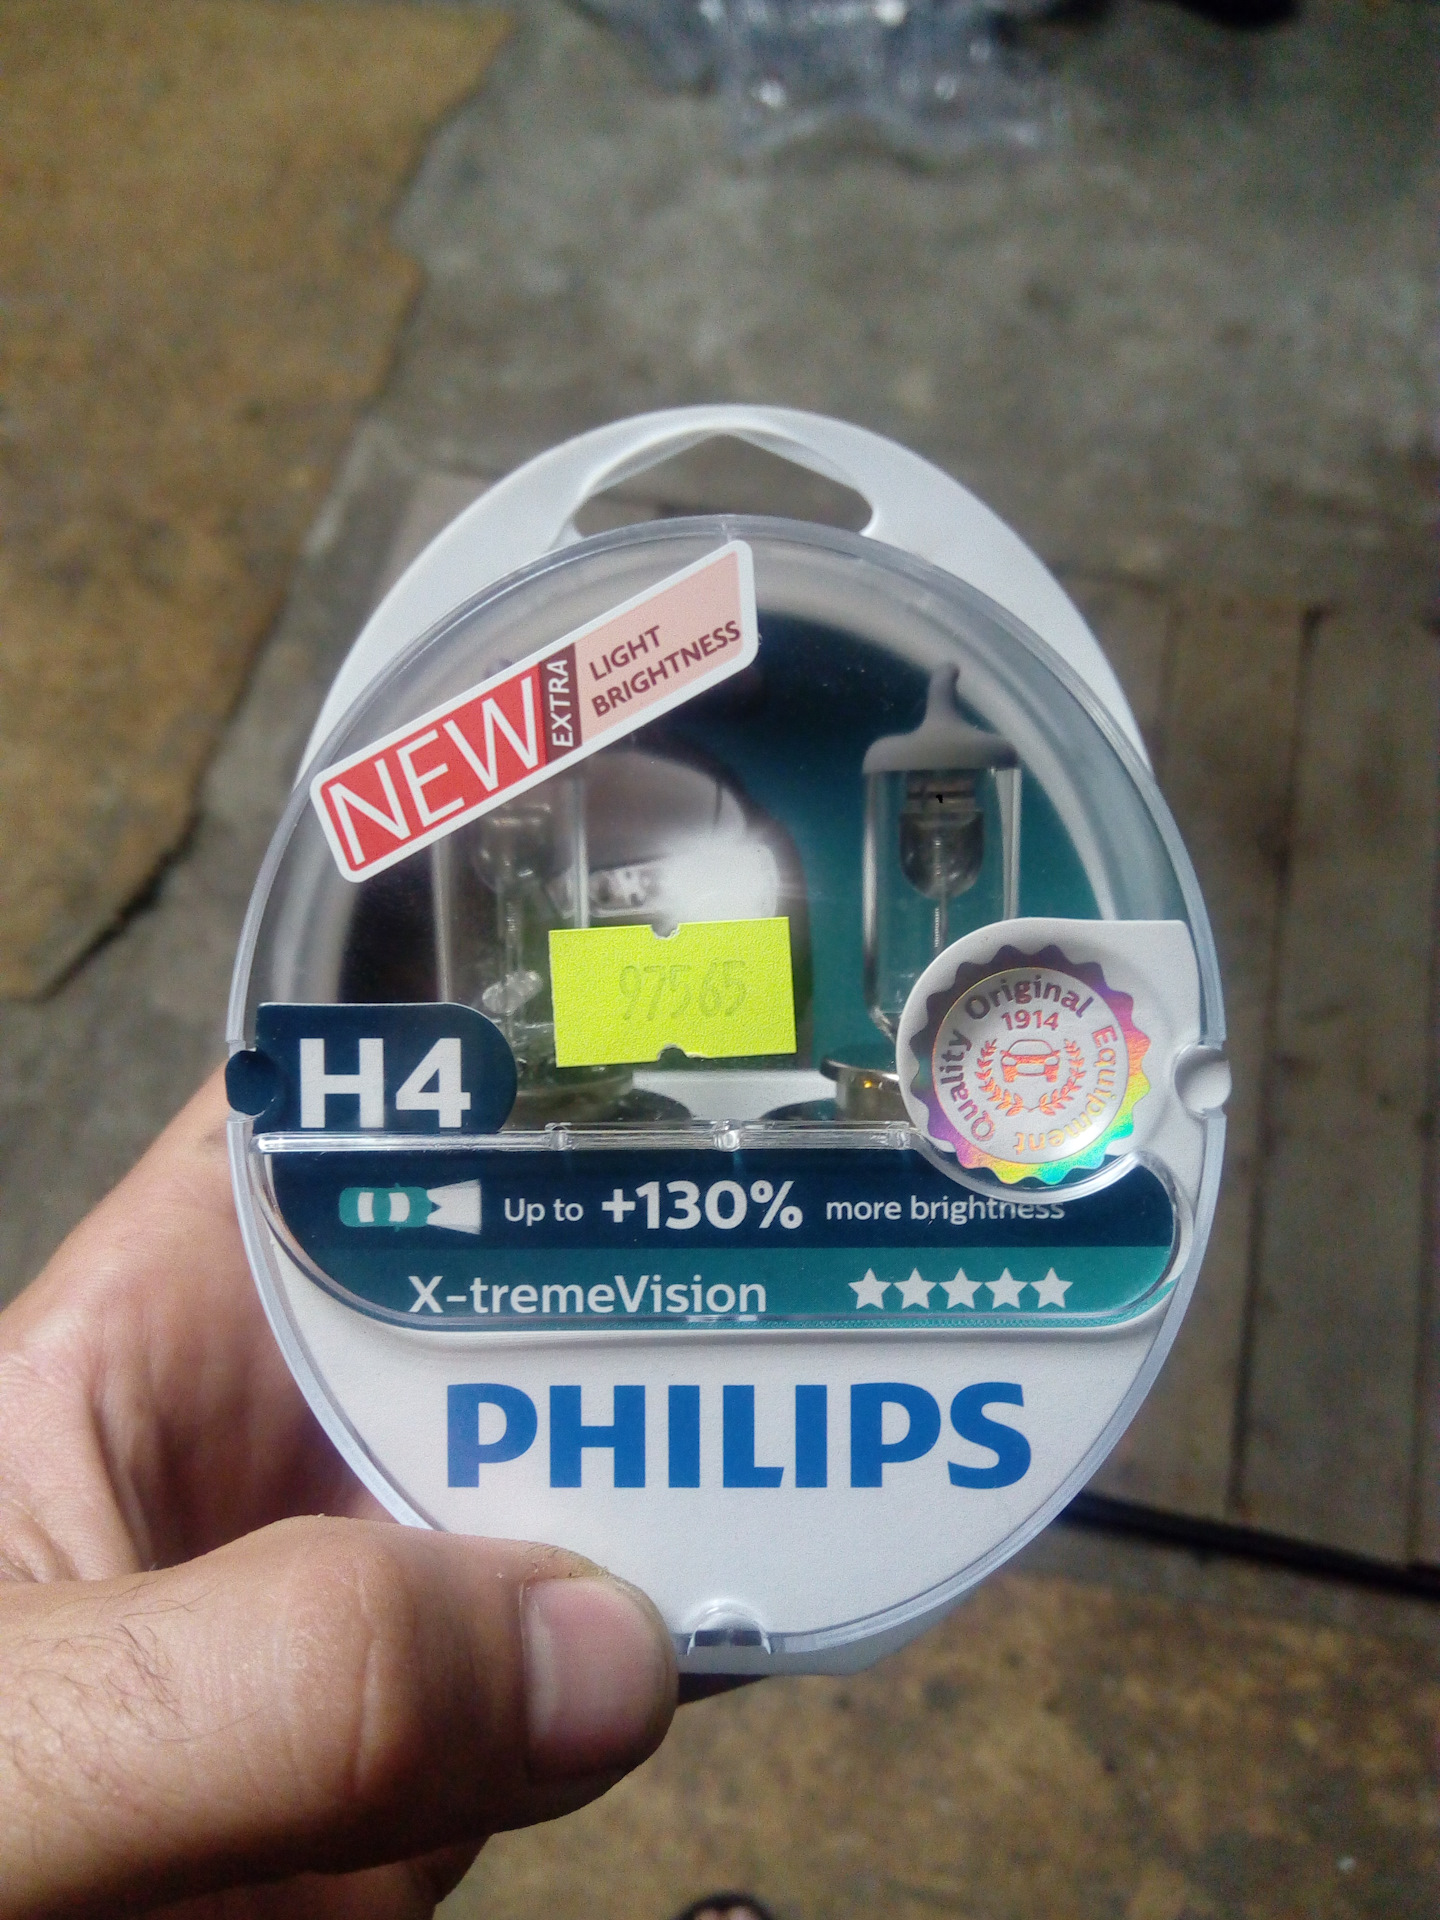 NEW EXTRA LIGHT
BRIGHTNESS
97565
H4
Quality Original Equipment
1914
Up to +130% more brightness
X-tremeVision
PHILIPS